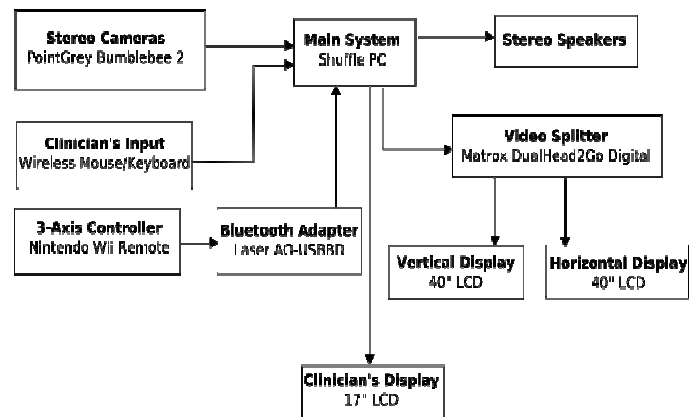 Stereo Cameras
PointGrey Bumblebee 2
Main System
Shuffle PC
Stereo Speakers
Clinician's Input
Wireless Mouse/Keyboard
Video Splitter
Matrox DualHead2Go Digital
3-Axis Controller
Nintendo Wii Remote
Bluetooth Adapter
Laser
Vertical Display
40" LCD
Horizontal Display
40" LCD
Clinician's Display
17" LCD